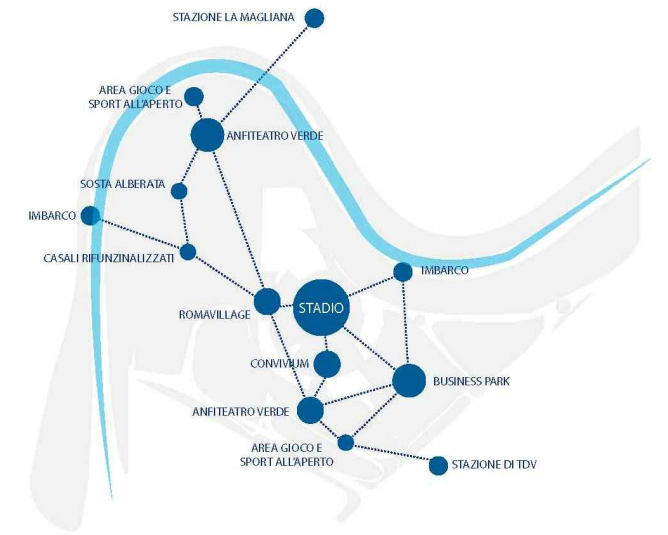 STAZIONE LA MAGLIANA
AREA GIOCO E
SPORT ALL'APERTO
ANFITEATRO VERDE
SOSTA ALBERATA
IMBARCO
CASALI RIFUNZINALIZZATI
IMBARCO
ROMAVILLAGE
STADIO
CONVIVIUM
BUSINESS PARK
ANFITEATRO VERDE
AREA GIOCO E
SPORT ALL'APERTO
STAZIONE DI TDV